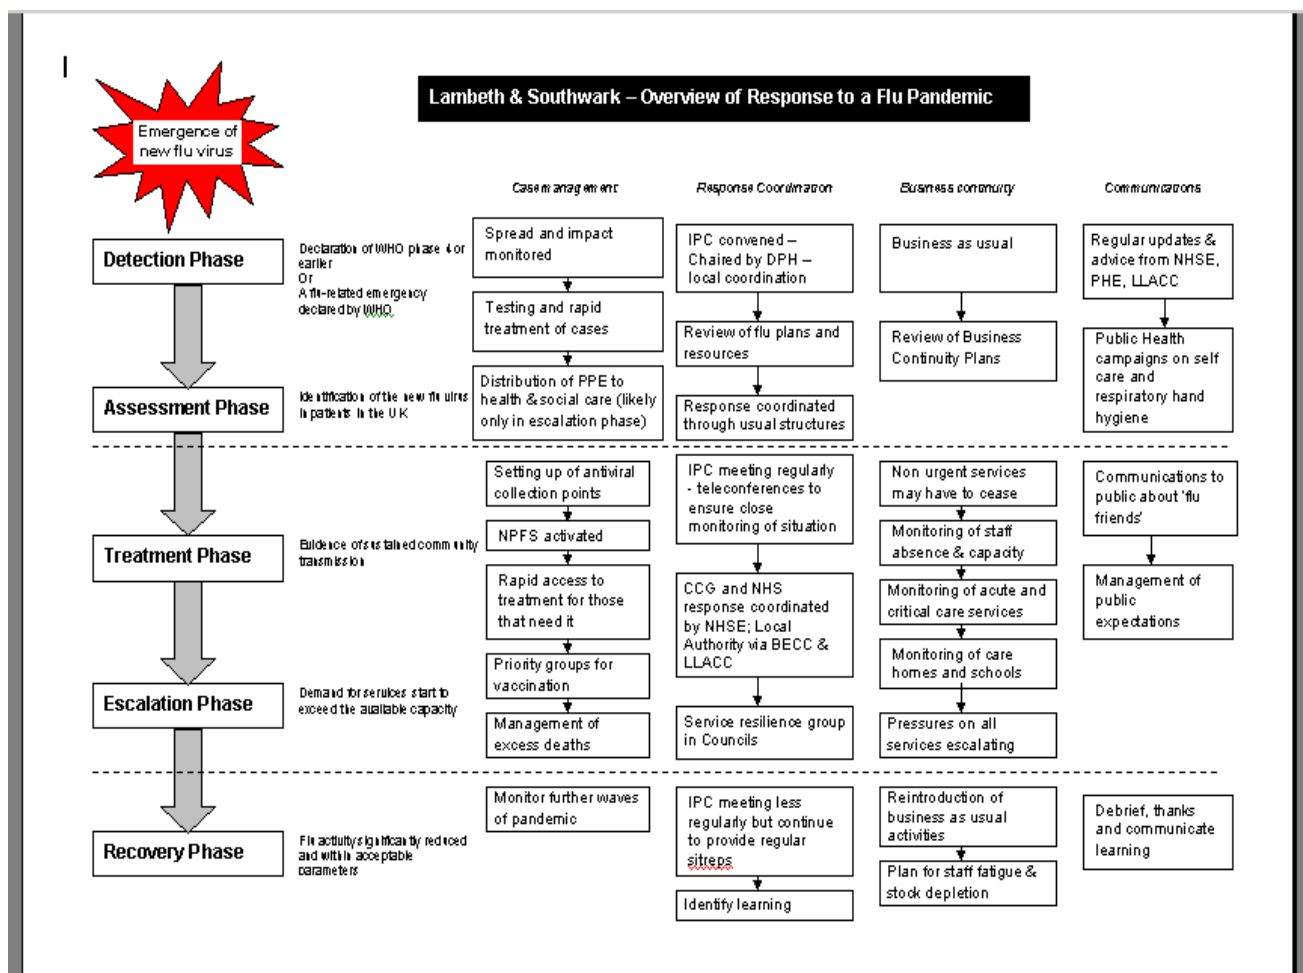 Lambeth & Southwark – Overview of Response to a Flu Pandemic
Emergence of
new flu virus
Case management
Response Coordination
Business continuity
Communications
Detection Phase
Declaration of WHO phase 4 or
earlier
Or
A flu-related emergency
declared by WHO
Spread and impact
monitored
Testing and rapid
treatment of cases
Distribution of PPE to
health & social care (likely
only in escalation phase)
IPC convened –
Chaired by DPH –
local coordination
Review of flu plans and
resources
Response coordinated
through usual structures
Business as usual
Review of Business
Continuity Plans
Regular updates &
advice from NHSE,
PHE, LLACC
Public Health
campaigns on self
care and
respiratory hand
hygiene
Assessment Phase
Identification of the new flu virus
in patients in the UK
Treatment Phase
Evidence of sustained community
transmission
Setting up of antiviral
collection points
NPFS activated
Rapid access to
treatment for those
that need it
Priority groups for
vaccination
Management of
excess deaths
IPC meeting regularly
- teleconferences to
ensure close
monitoring of situation
CCG and NHS
response coordinated
by NHSE; Local
Authority via BECC &
LLACC
Service resilience group
in Councils
Non urgent services
may have to cease
Monitoring of staff
absence & capacity
Monitoring of acute and
critical care services
Monitoring of care
homes and schools
Pressures on all
services escalating
Communications to
public about 'flu
friends'
Management of
public
expectations
Escalation Phase
Demand for services start to
exceed the available capacity
Recovery Phase
Flu activity significantly reduced
and within acceptable
parameters
Monitor further waves
of pandemic
IPC meeting less
regularly but continue
to provide regular
sitreps
Identify learning
Reintroduction of
business as usual
activities
Plan for staff fatigue &
stock depletion
Debrief, thanks
and communicate
learning